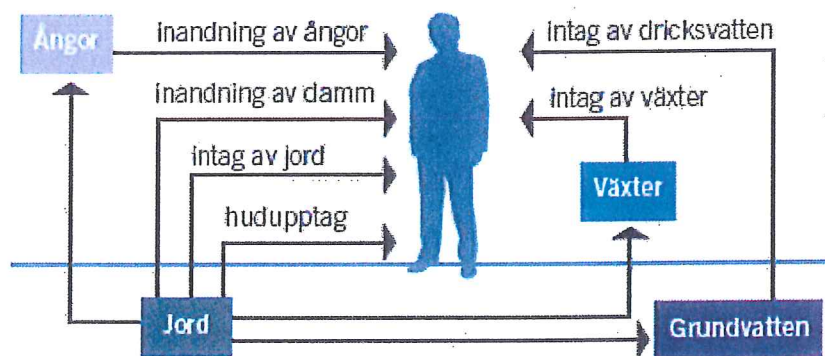 Ångor
inandning av ångor
intag av dricksvatten
inandning av damm
intag av växter
intag av jord
Växter
hudupptag
Jord
Grundvatten